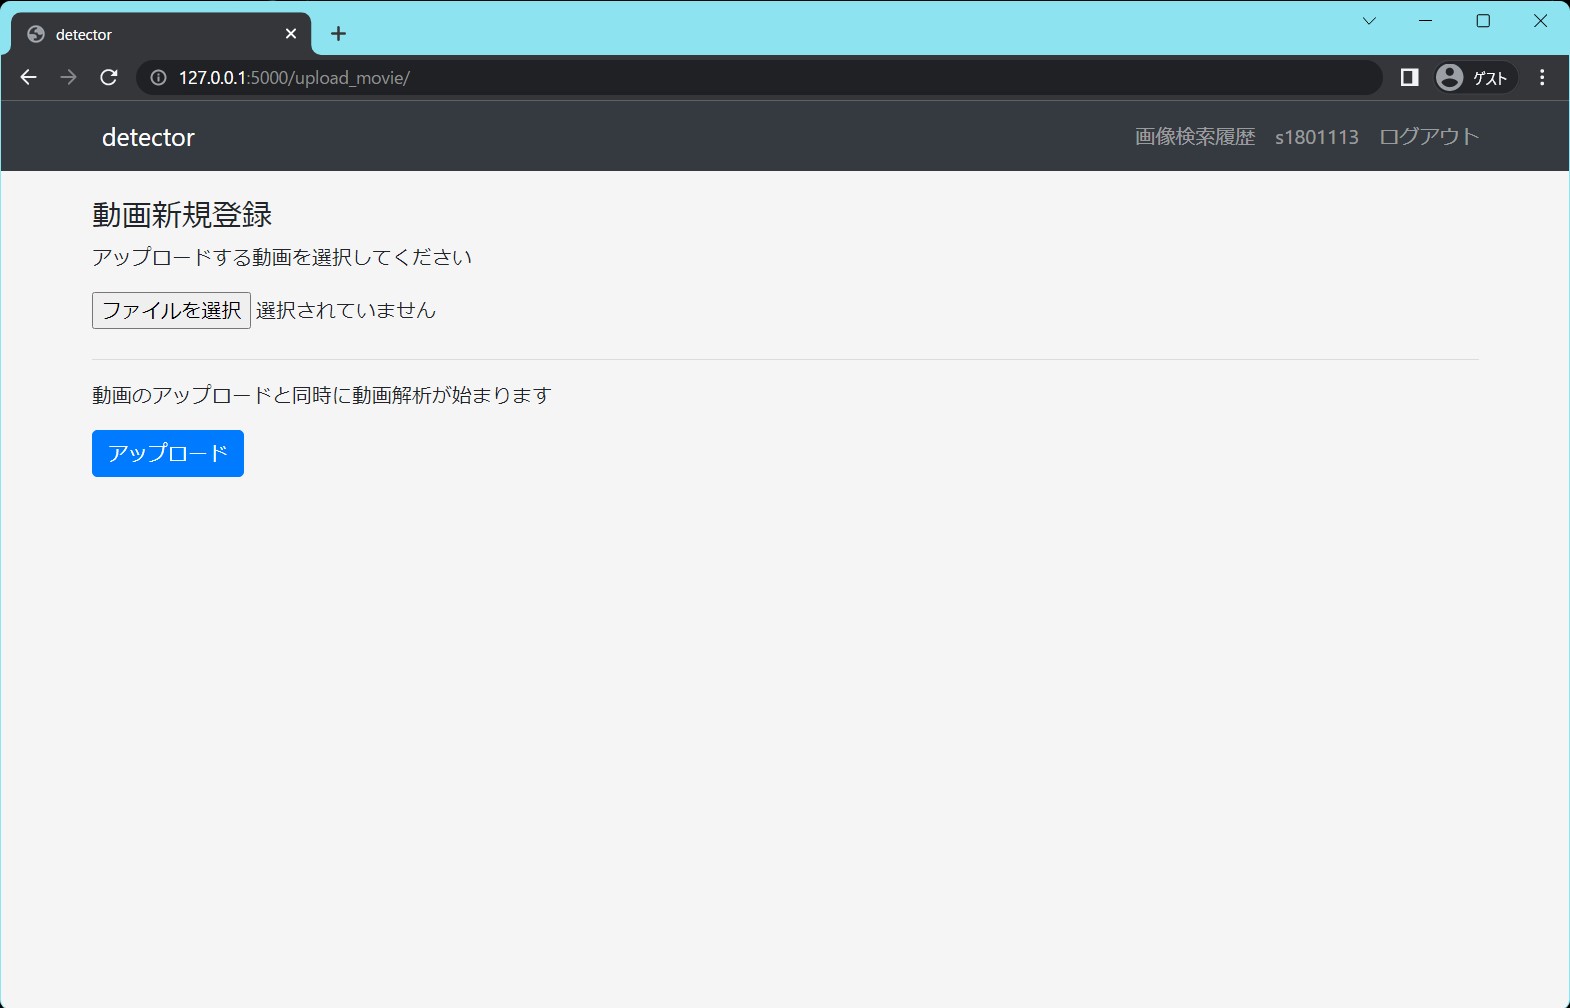 detector
127.0.0.1:5000/upload_movie/
ゲスト
detector
画像検索履歴 s1801113 ログアウト
動画新規登録
アップロードする動画を選択してください
ファイルを選択 選択されていません
動画のアップロードと同時に動画解析が始まります
アップロード